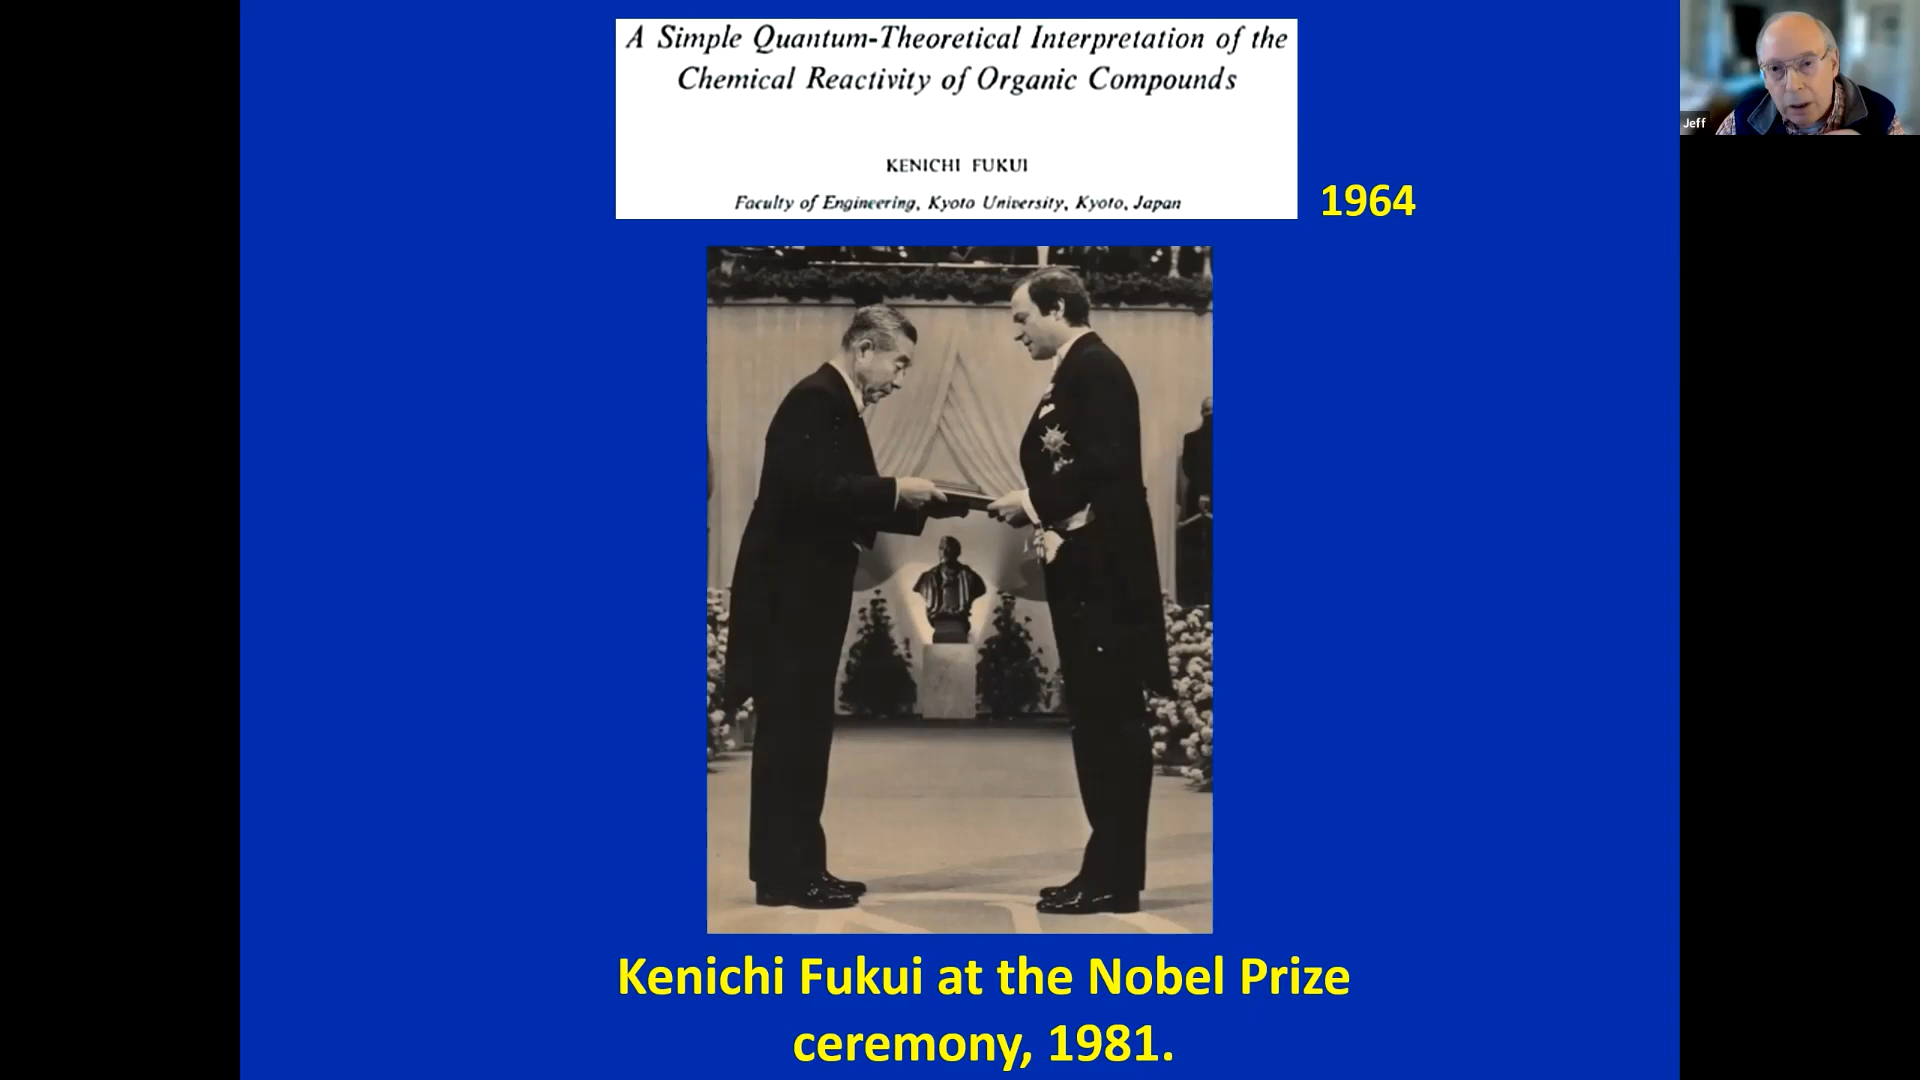 A Simple Quantum-Theoretical Interpretation of the
Chemical Reactivity of Organic Compounds
KENICHI FUKUI
Faculty of Engineering, Kyoto University, Kyoto, Japan
1964
Kenichi Fukui at the Nobel Prize
ceremony, 1981.
Jeff